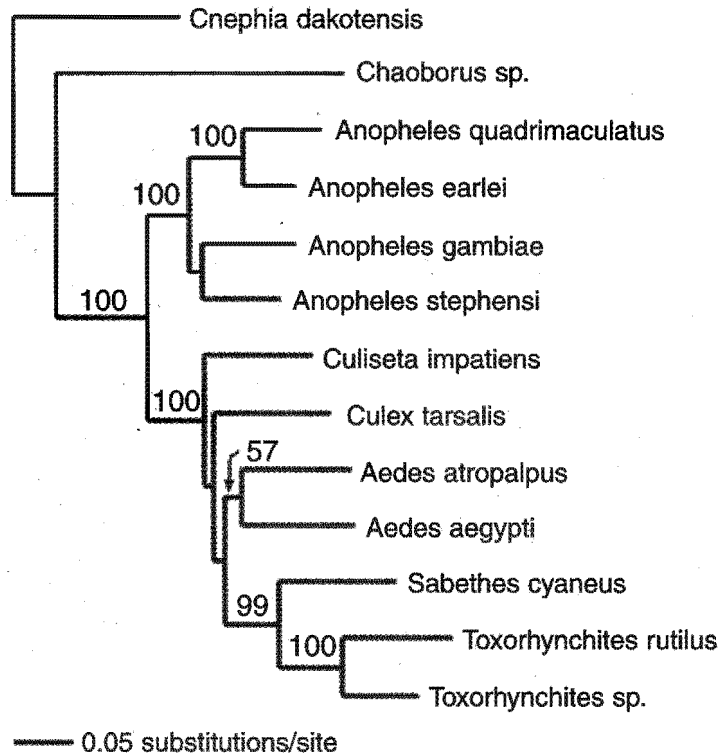 Cnephia dakotensis
Chaoborus sp.
100
Anopheles quadrimaculatus
100
Anopheles earlei
Anopheles gambiae
100
Anopheles stephensi
Culiseta impatiens
100
Culex tarsalis
57
Aedes atropalpus
Aedes aegypti
Sabethes cyaneus
99
100
Toxorhynchites rutilus
Toxorhynchites sp.
0.05 substitutions/site